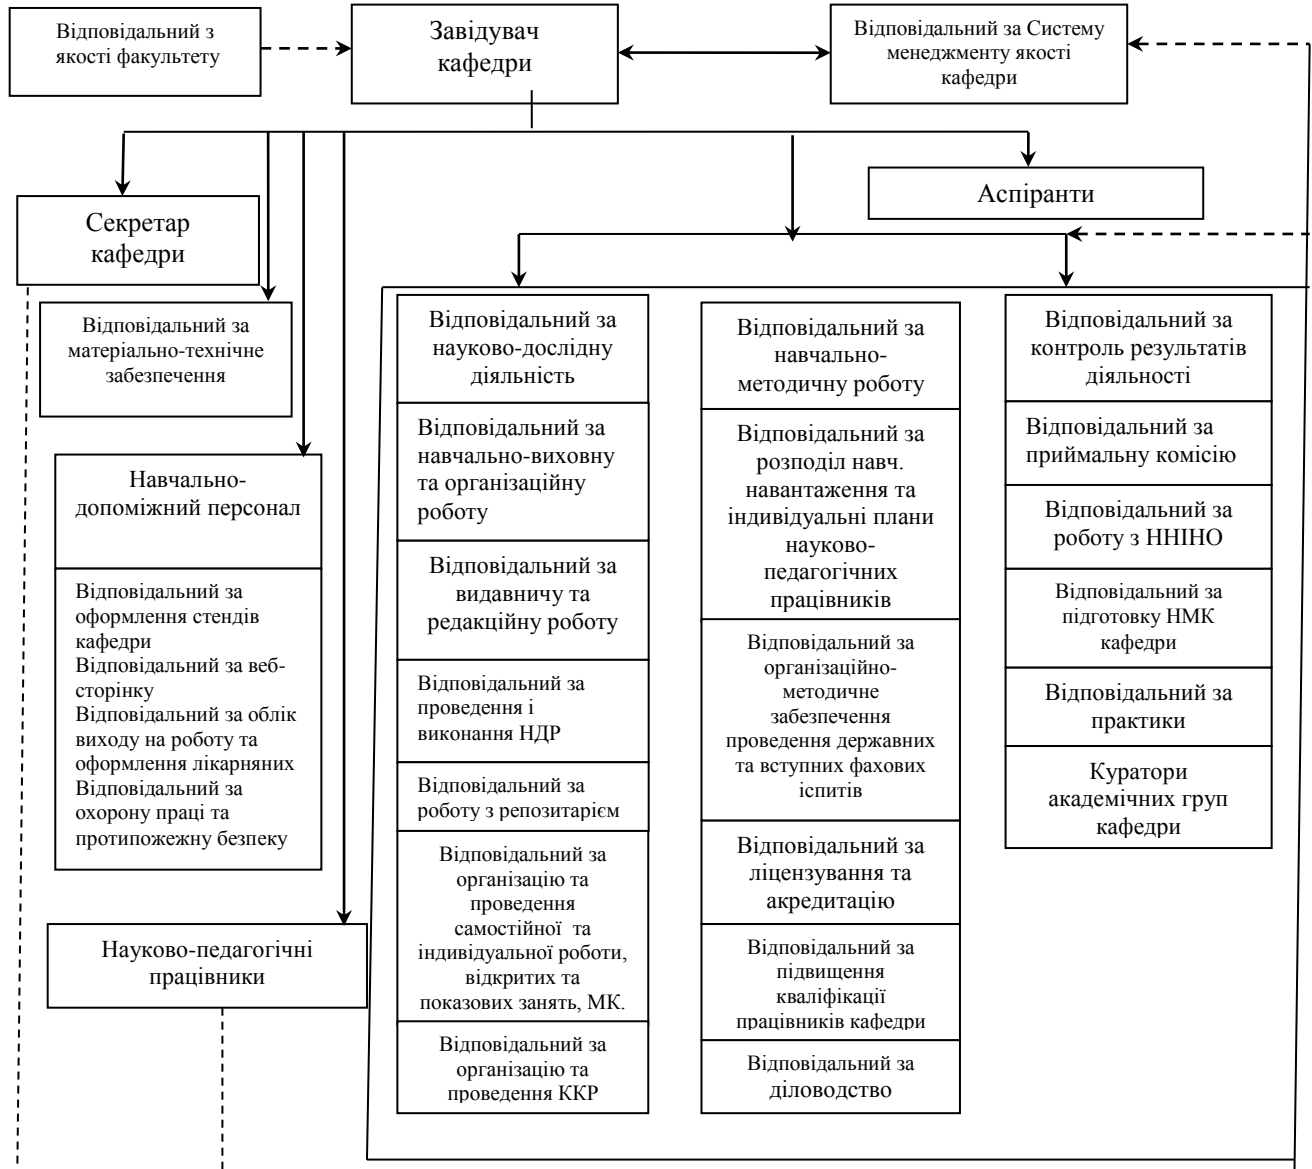 Відповідальний з
якості факультету
Завідувач
кафедри
Відповідальний за Систему
менеджменту якості
кафедри
Аспіранти
Секретар
кафедри
Відповідальний за
матеріально-технічне
забезпечення
Навчально-
допоміжний персонал
Відповідальний за
оформлення стендів
кафедри
Відповідальний за веб-
сторінку
Відповідальний за облік
виходу на роботу та
оформлення лікарняних
Відповідальний за
охорону праці та
протипожежну безпеку
Науково-педагогічні
працівники
Відповідальний за
науково-дослідну
діяльність
Відповідальний за
навчально-виховну
та організаційну
роботу
Відповідальний за
видавничу та
редакційну роботу
Відповідальний за
проведення і
виконання НДР
Відповідальний за
роботу з репозитарієм
Відповідальний за
організацію та
проведення
самостійної та
індивідуальної роботи,
відкритих та
показових занять, МК.
Відповідальний за
організацію та
проведення ККР
Відповідальний за
навчально-
методичну роботу
Відповідальний за
розподіл навч.
навантаження та
індивідуальні плани
науково-
педагогічних
працівників
Відповідальний за
організаційно-
методичне
забезпечення
проведення державних
та вступних фахових
іспитів
Відповідальний за
ліцензування та
акредитацію
Відповідальний за
підвищення
кваліфікації
працівників кафедри
Відповідальний за
діловодство
Відповідальний за
контроль результатів
діяльності
Відповідальний за
приймальну комісію
Відповідальний за
роботу з ННІНО
Відповідальний за
підготовку НМК
кафедри
Відповідальний за
практики
Куратори
академічних груп
кафедри